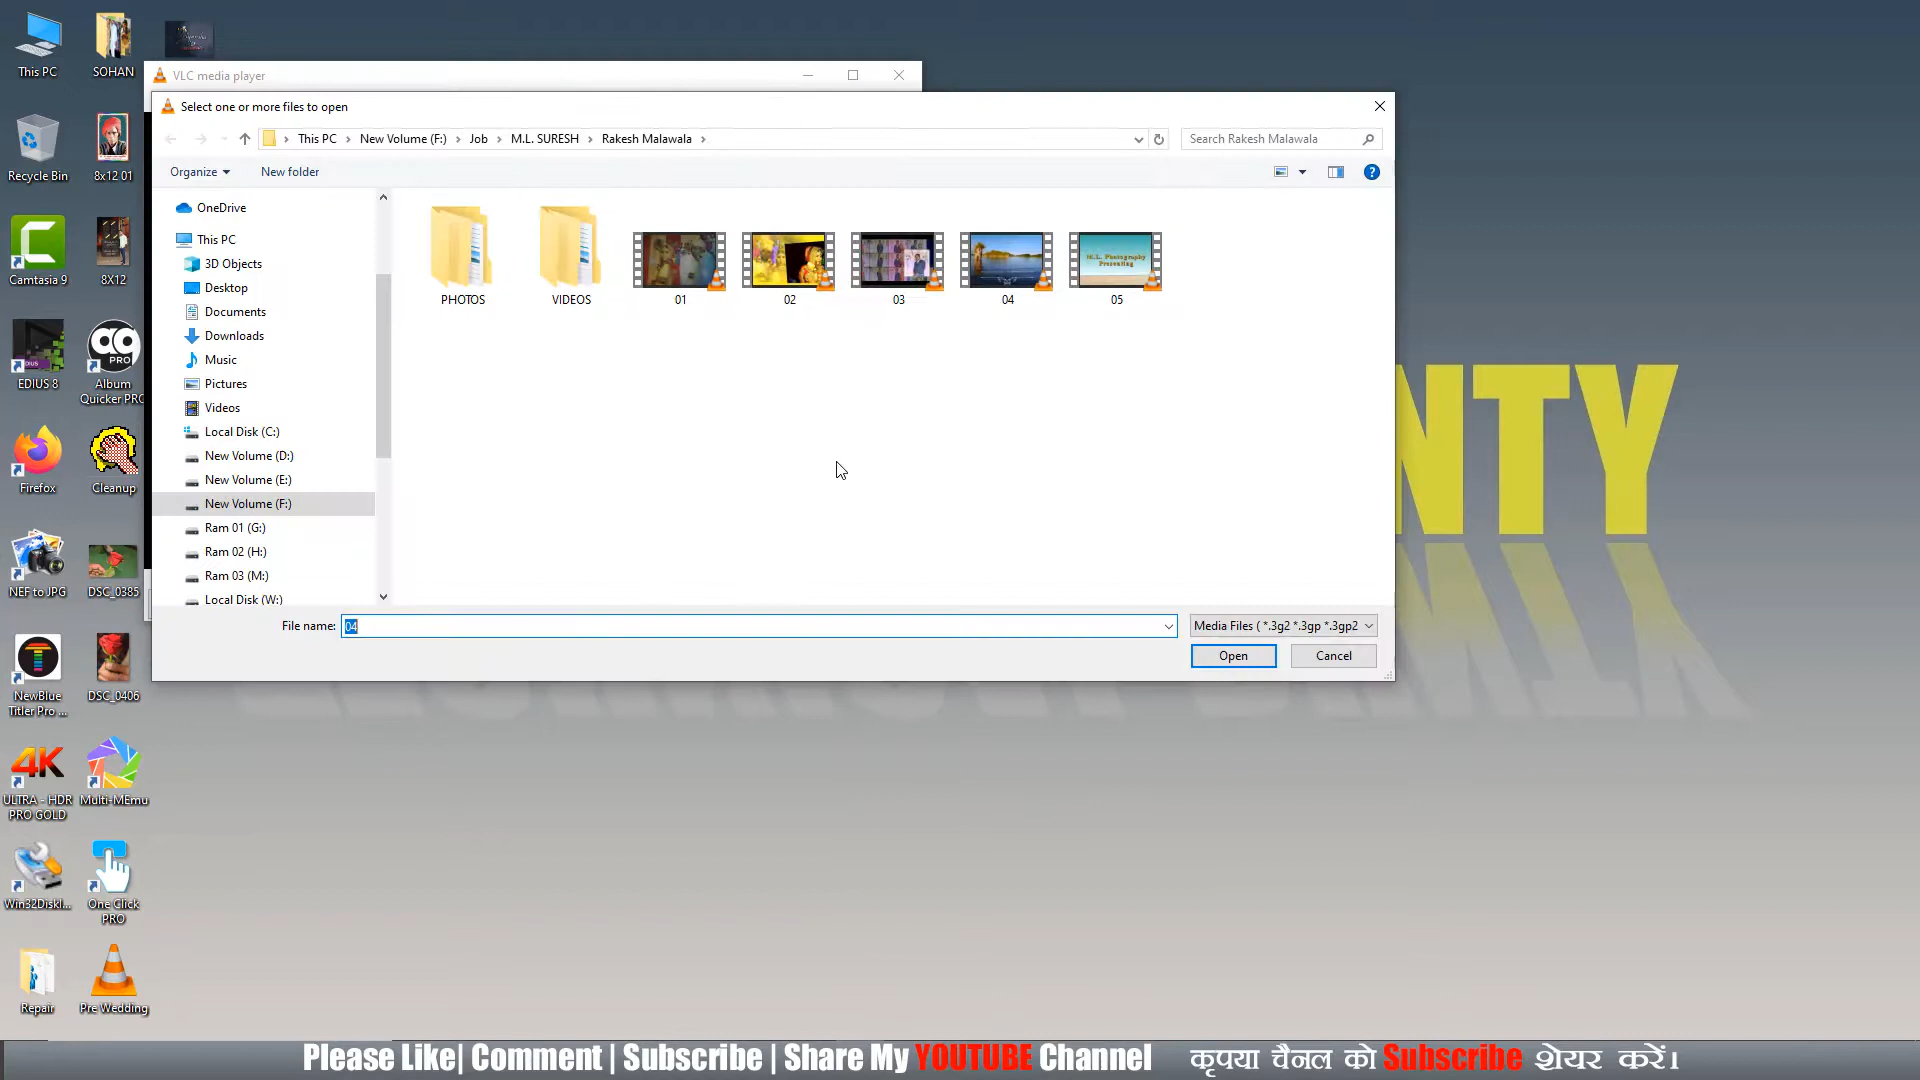 This PC
SOHAN
Recycle Bin
8x12 01
Camtasia 9
8X12
EDIUS 8
Album
Quicker PRO
Firefox
Cleanup
NEF to JPG
DSC_0385
NewBlue
Titler Pro ...
DSC_0406
ULTRA - HDR
PRO GOLD
Multi-MEmu
Win32DiskI...
One Click
PRO
Repair
Pre Wedding
VLC media player
Select one or more files to open
This PC > New Volume (F:) > Job > M.L. SURESH > Rakesh Malawala >
Search Rakesh Malawala
Organize
New folder
OneDrive
This PC
3D Objects
Desktop
Documents
Downloads
Music
Pictures
Videos
Local Disk (C:)
New Volume (D:)
New Volume (E:)
New Volume (F:)
Ram 01 (G:)
Ram 02 (H:)
Ram 03 (M:)
Local Disk (W:)
PHOTOS
VIDEOS
01
02
03
04
M.L. Photography
Presenting
05
File name: 04
Media Files ( *.3g2 *.3gp *.3gp2
Open
Cancel
NTY
Please Like| Comment | Subscribe | Share My YOUTUBE Channel कृपया चैनल को Subscribe शेयर करें।